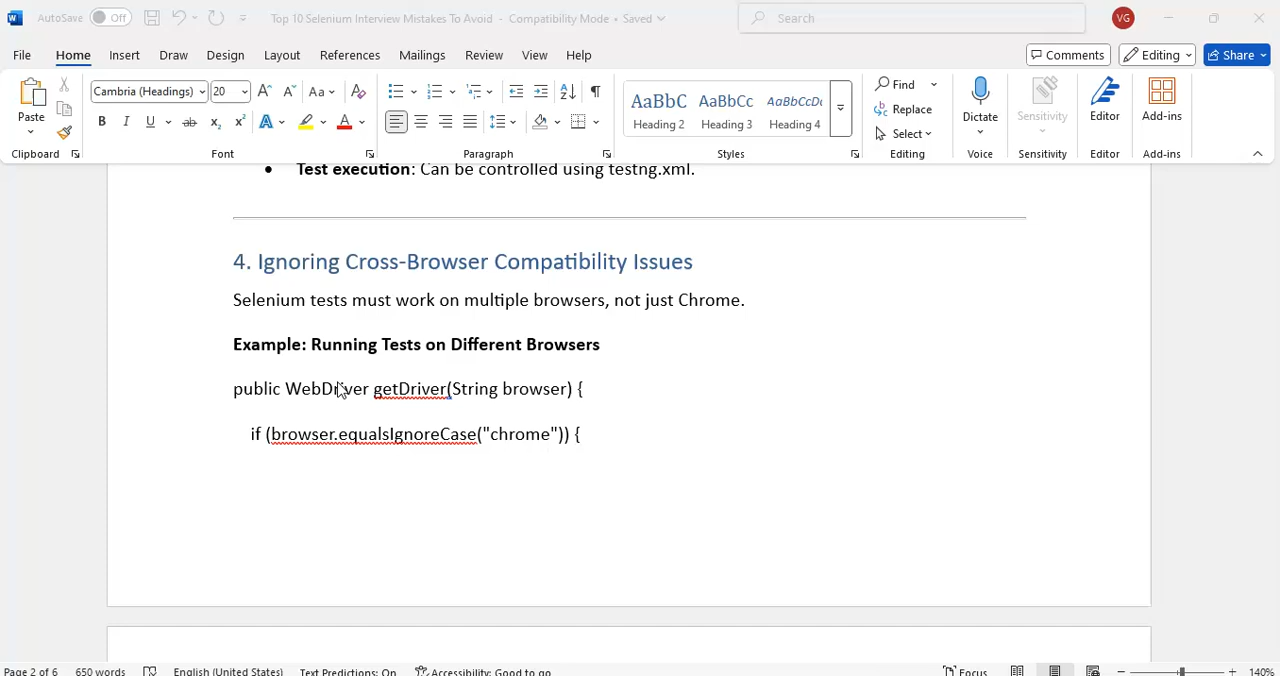 AutoSave Off Top 10 Selenium Interview Mistakes To Avoid - Compatibility Mode • Saved Search VG
File Home Insert Draw Design Layout References Mailings Review View Help Comments Editing Share
Cambria (Headings) 20 Aa A AaBbC AaBbCc AaBbCcDc Find
Paste B I U ab x₂ x² A A Heading 2 Heading 3 Heading 4 Replace Select Dictate Sensitivity Editor Add-ins
Clipboard Font Paragraph Styles Editing Voice Sensitivity Editor Add-ins
• Test execution: Can be controlled using testng.xml.
4. Ignoring Cross-Browser Compatibility Issues
Selenium tests must work on multiple browsers, not just Chrome.
Example: Running Tests on Different Browsers
public WebDriver getDriver(String browser) {
if (browser.equalsIgnoreCase("chrome")) {
Page 2 of 6 650 words English (United States) Text Predictions: On Accessibility: Good to go Focus 140%